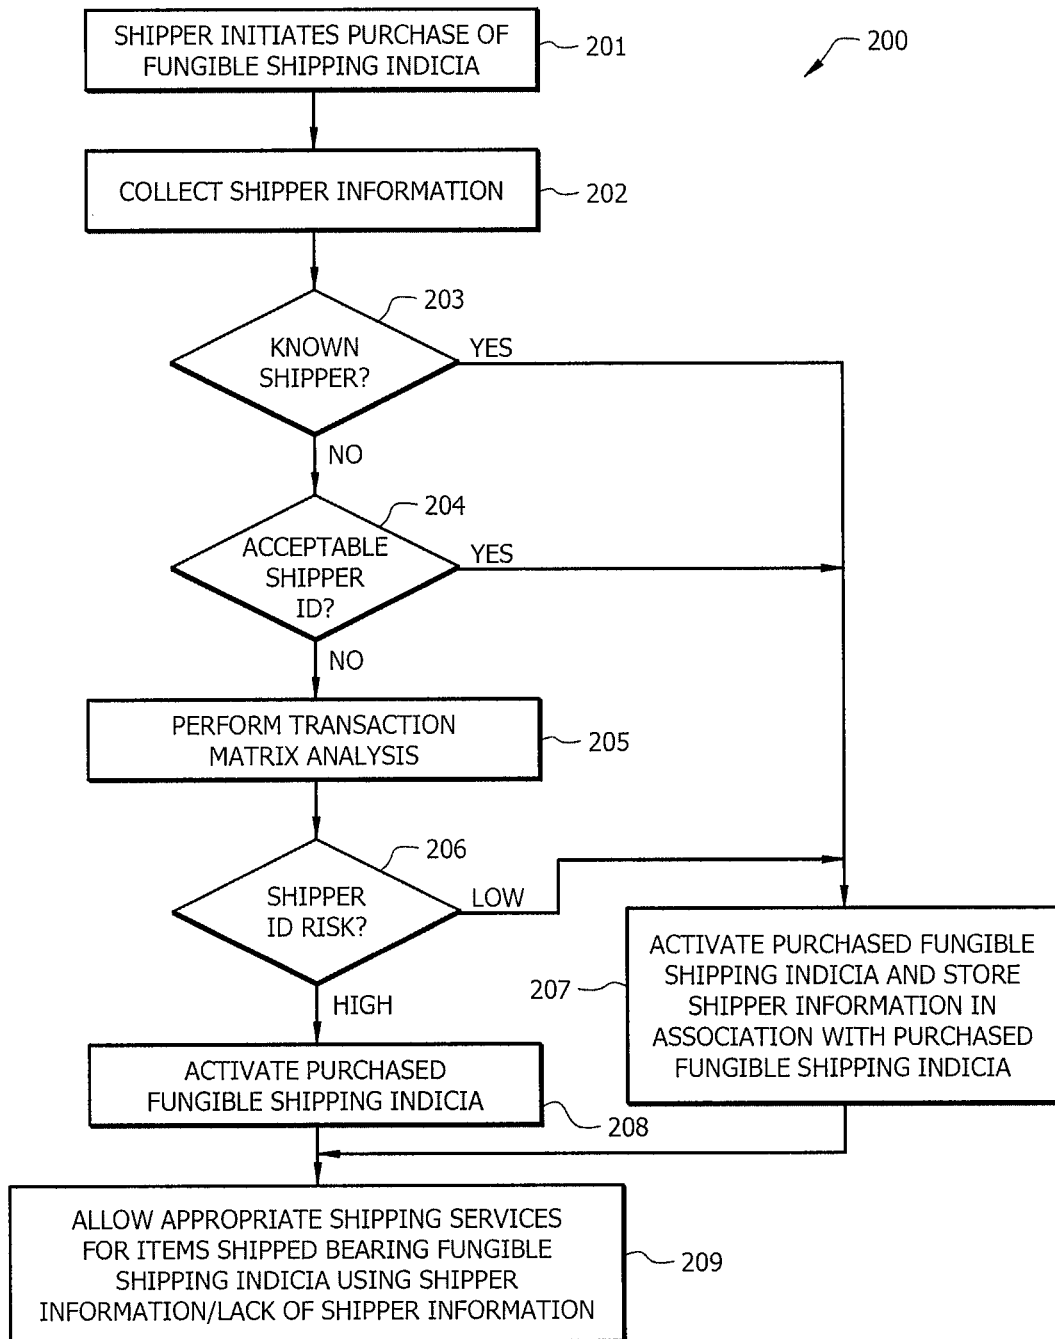 SHIPPER INITIATES PURCHASE OF
FUNGIBLE SHIPPING INDICIA
201
200
COLLECT SHIPPER INFORMATION
202
203
KNOWN
SHIPPER?
YES
NO
204
ACCEPTABLE
SHIPPER
ID?
YES
NO
PERFORM TRANSACTION
MATRIX ANALYSIS
205
206
SHIPPER
ID RISK?
LOW
HIGH
207
ACTIVATE PURCHASED FUNGIBLE
SHIPPING INDICIA AND STORE
SHIPPER INFORMATION IN
ASSOCIATION WITH PURCHASED
FUNGIBLE SHIPPING INDICIA
ACTIVATE PURCHASED
FUNGIBLE SHIPPING INDICIA
208
ALLOW APPROPRIATE SHIPPING SERVICES
FOR ITEMS SHIPPED BEARING FUNGIBLE
SHIPPING INDICIA USING SHIPPER
INFORMATION/LACK OF SHIPPER INFORMATION
209